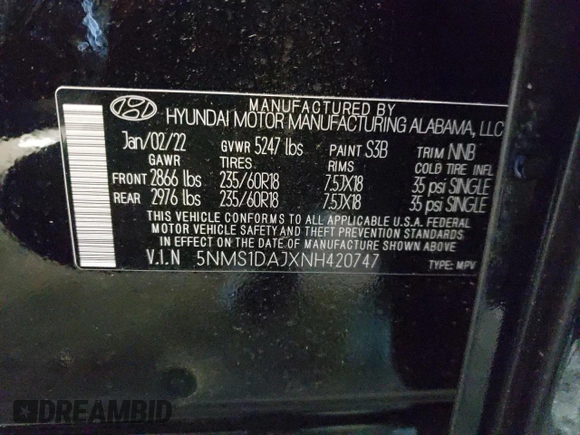 MANUFACTURED BY
HYUNDAI MOTOR MANUFACTURING ALABAMA, LLC
Jan/02/22 GVWR 5247 lbs PAINT S3B TRIM NNB
GAWR TIRES RIMS COLD TIRE INFL
FRONT 2866 lbs 235/60R18 7.5JX18 35 psi SINGLE
REAR 2976 lbs 235/60R18 7.5JX18 35 psi SINGLE
THIS VEHICLE CONFORMS TO ALL APPLICABLE U.S.A. FEDERAL
MOTOR VEHICLE SAFETY AND THEFT PREVENTION STANDARDS
IN EFFECT ON THE DATE OF MANUFACTURE SHOWN ABOVE.
V.I.N 5NMS1DAJXNH420747 TYPE: MPV
DREAMBID